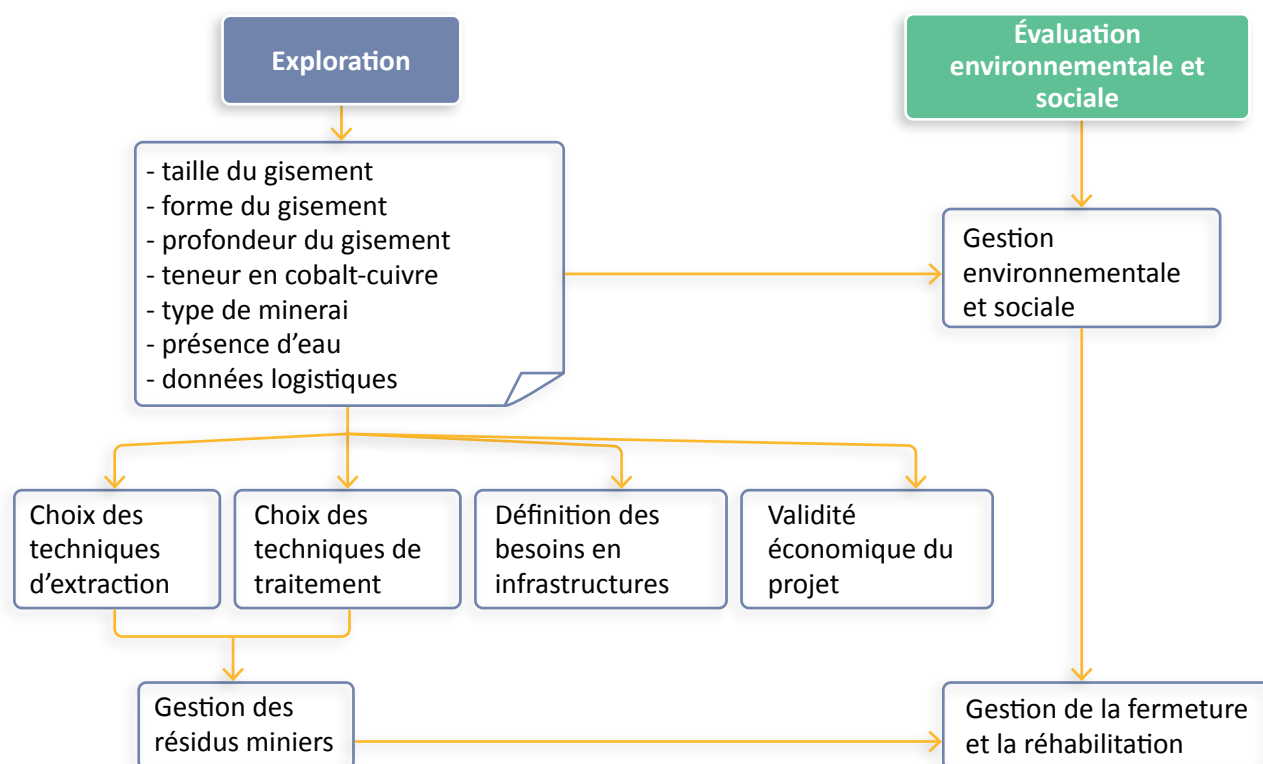 Exploration
Évaluation
environnementale et
sociale
- taille du gisement
- forme du gisement
- profondeur du gisement
- teneur en cobalt-cuivre
- type de minerai
- présence d’eau
- données logistiques
Gestion
environnementale
et sociale
Choix des
techniques
d’extraction
Choix des
techniques de
traitement
Définition des
besoins en
infrastructures
Validité
économique du
projet
Gestion des
résidus miniers
Gestion de la fermeture
et la réhabilitation